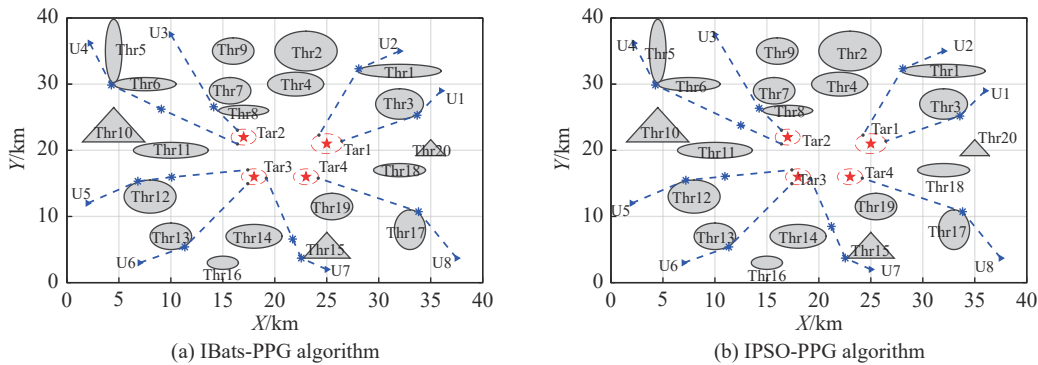 40
30
20
10
0
Y/km
U4
Thr5
U3
Thr9
Thr2
U2
Thr6
Thr7
Thr4
Thr1
Thr8
Thr3
U1
Thr10
Tar2
Tar1
Thr20
Thr11
Tar3
Tar4
Thr18
U5
Thr12
Thr19
Thr13
Thr14
Thr15
Thr17
U6
Thr16
U7
U8
0 5 10 15 20 25 30 35 40
X/km
(a) IBats-PPG algorithm
40
30
20
10
0
Y/km
U4
Thr5
U3
Thr9
Thr2
U2
Thr6
Thr7
Thr4
Thr1
Thr8
Thr3
U1
Thr10
Tar2
Tar1
Thr20
Thr11
Tar3
Tar4
Thr18
U5
Thr12
Thr19
Thr13
Thr14
Thr15
Thr17
U6
Thr16
U7
U8
0 5 10 15 20 25 30 35 40
X/km
(b) IPSO-PPG algorithm